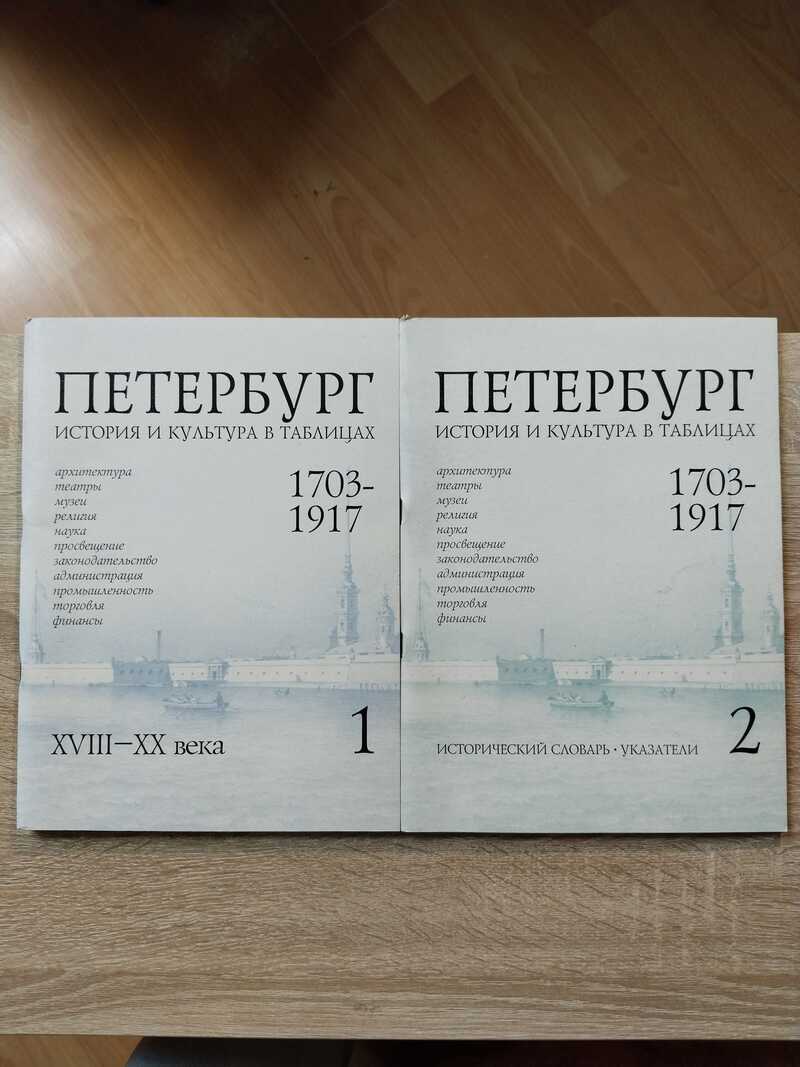 ПЕТЕРБУРГ
ИСТОРИЯ И КУЛЬТУРА В ТАБЛИЦАХ
архитектура
театры
музеи
религия
наука
просвещение
законодательство
администрация
промышленность
торговля
финансы
1703-
1917
XVIII–XX века
1
ПЕТЕРБУРГ
ИСТОРИЯ И КУЛЬТУРА В ТАБЛИЦАХ
архитектура
театры
музеи
религия
наука
просвещение
законодательство
администрация
промышленность
торговля
финансы
1703-
1917
ИСТОРИЧЕСКИЙ СЛОВАРЬ • УКАЗАТЕЛИ
2